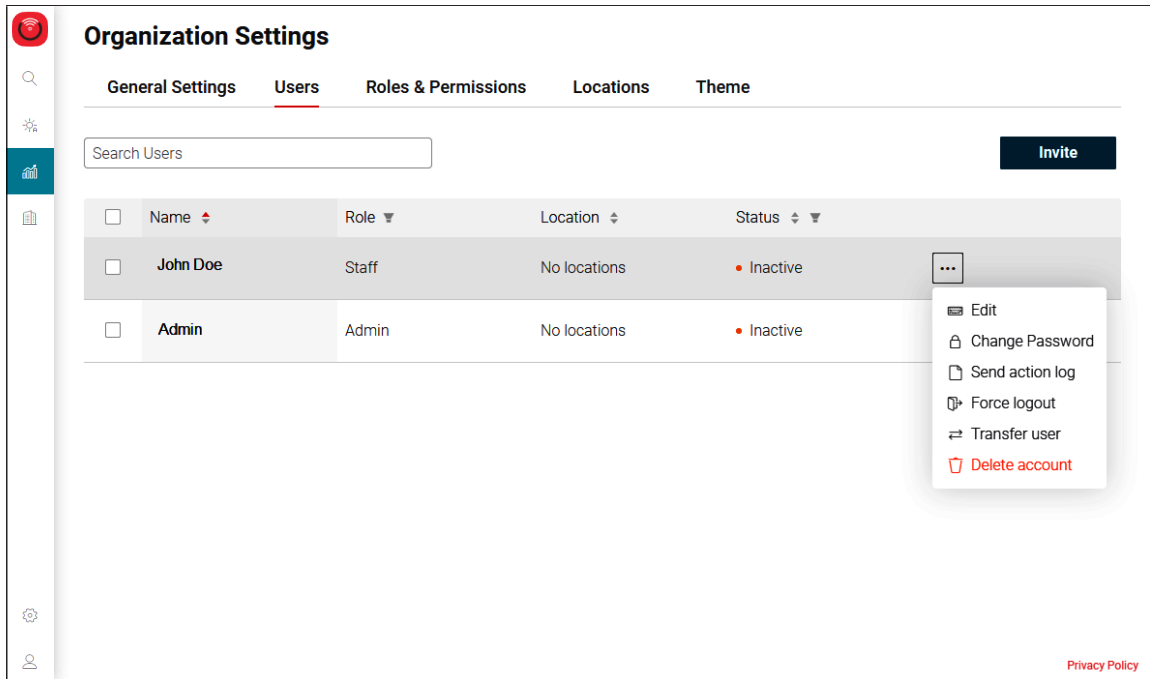 Organization Settings
General Settings Users Roles & Permissions Locations Theme
Search Users
Invite
Name Role Location Status
John Doe Staff No locations Inactive
Admin Admin No locations Inactive
Edit
Change Password
Send action log
Force logout
Transfer user
Delete account
Privacy Policy